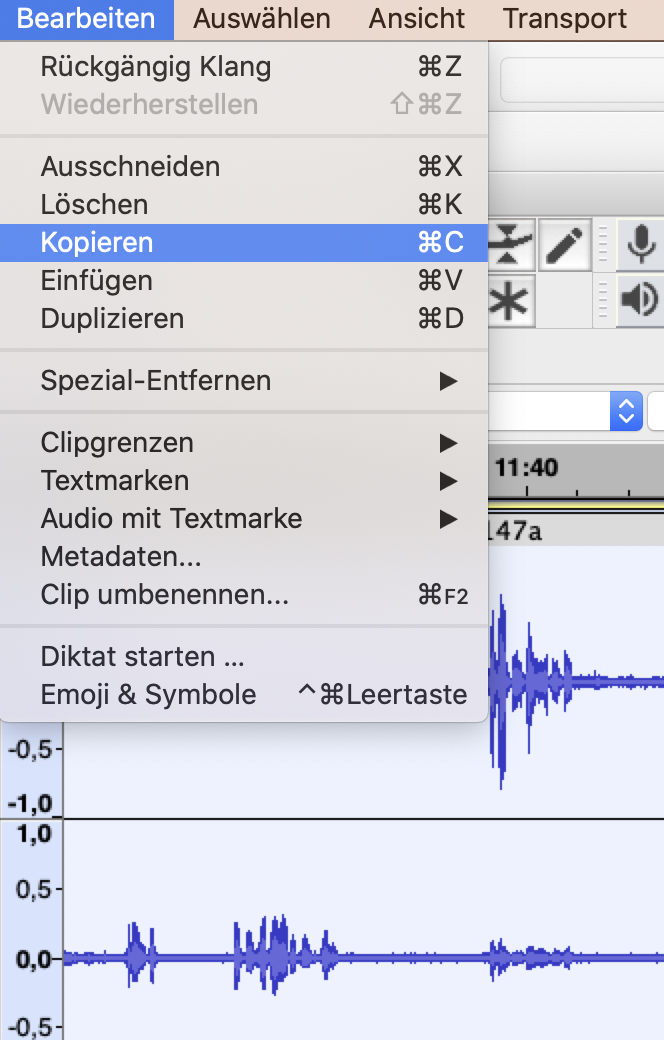 Bearbeiten Auswählen Ansicht Transport
Rückgängig Klang ⌘Z
Wiederherstellen ⇧⌘Z
Ausschneiden ⌘X
Löschen ⌘K
Kopieren ⌘C
Einfügen ⌘V
Duplizieren ⌘D
Spezial-Entfernen ▶
Clipgrenzen ▶
11:40
Textmarken ▶
Audio mit Textmarke ▶
147a
Metadaten...
Clip umbenennen... ⌘F2
Diktat starten ...
Emoji & Symbole ^⌘Leertaste
-0,5
-1,0
1,0
0,5
0,0
-0,5